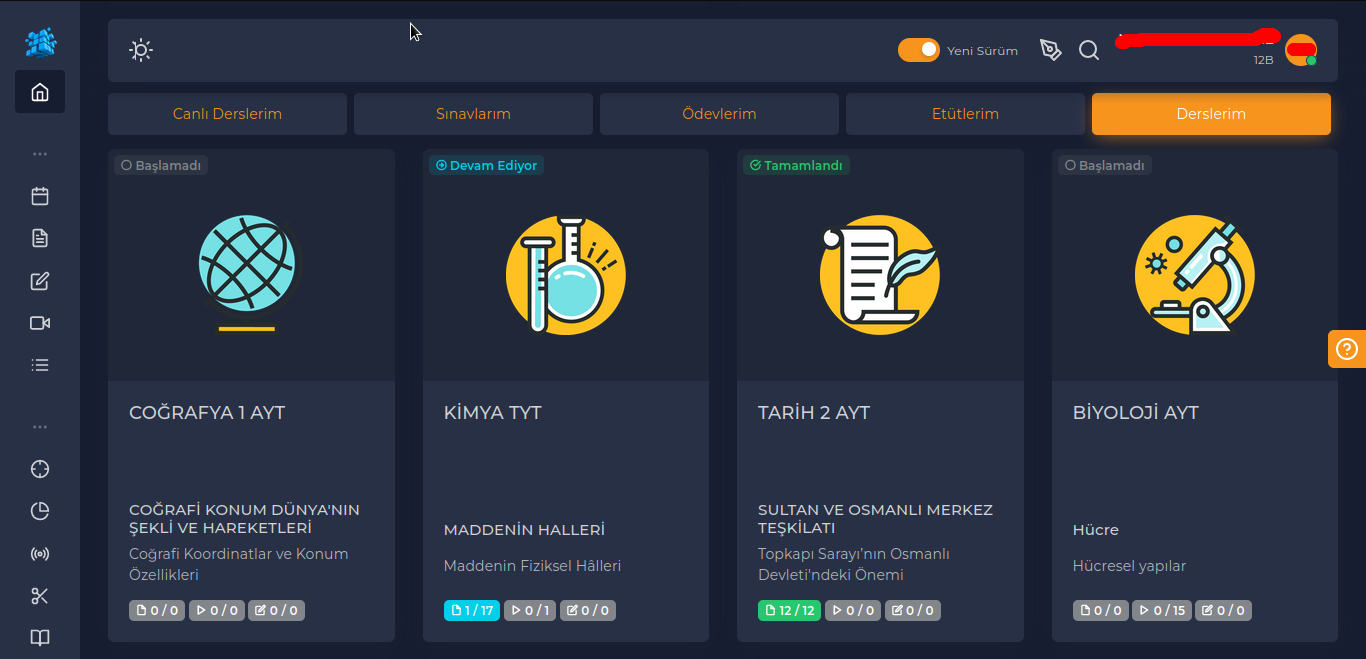 Yeni Sürüm
12B
Canlı Derslerim
Sınavlarım
Ödevlerim
Etütlerim
Derslerim
Başlamadı
COĞRAFYA 1 AYT
COĞRAFİ KONUM DÜNYA'NIN
ŞEKLİ VE HAREKETLERİ
Coğrafi Koordinatlar ve Konum
Özellikleri
0 / 0
0 / 0
0 / 0
Devam Ediyor
KİMYA TYT
MADDENİN HALLERİ
Maddenin Fiziksel Hâlleri
1 / 17
0 / 1
0 / 0
Tamamlandı
TARİH 2 AYT
SULTAN VE OSMANLI MERKEZ
TEŞKİLATI
Topkapı Sarayı'nın Osmanlı
Devleti'ndeki Önemi
12 / 12
0 / 0
0 / 0
Başlamadı
BİYOLOJİ AYT
Hücre
Hücresel yapılar
0 / 0
0 / 15
0 / 0